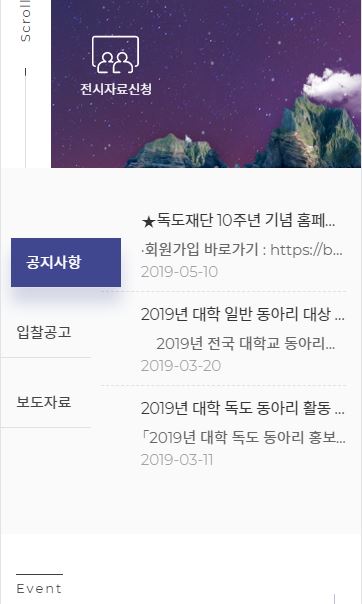 Scroll
전시자료신청
공지사항
입찰공고
보도자료
★독도재단 10주년 기념 홈페...
·회원가입 바로가기 : https://b...
2019-05-10
2019년 대학 일반 동아리 대상 ...
2019년 전국 대학교 동아리...
2019-03-20
2019년 대학 독도 동아리 활동 ...
「2019년 대학 독도 동아리 홍보...
2019-03-11
Event